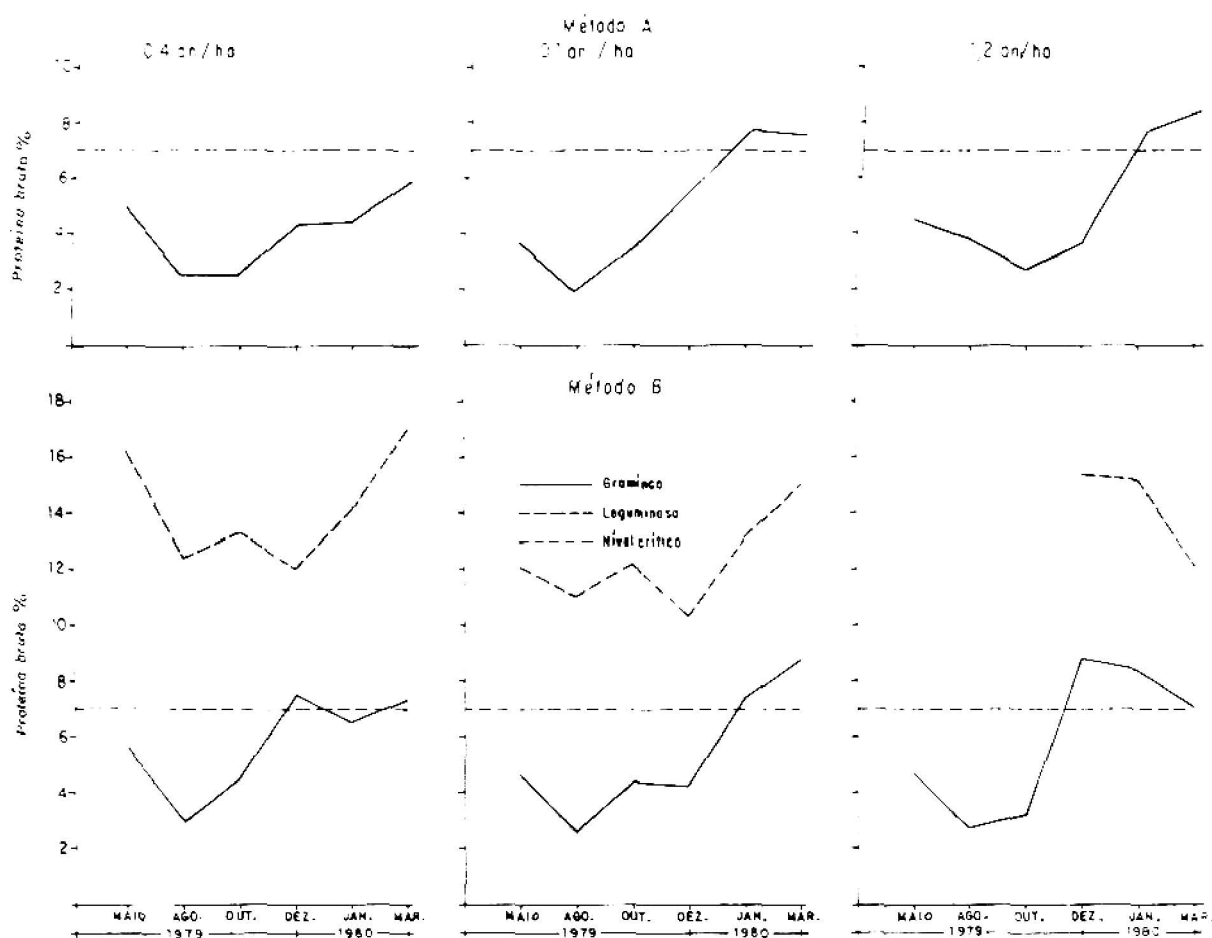 Método A
0,4 an/ha
an/ha
1,2 an/ha
10
8
6
4
2
Proteína bruta %
Método B
18
16
14
12
10
8
6
4
2
Proteína bruta %
Gramínea
Leguminosa
Nível crítico
MAIO AGO. OUT. DEZ. JAN. MAR.
1979 1980
MAIO AGO. OUT. DEZ. JAN. MAR.
1979 1980
MAIO AGO. OUT. DEZ. JAN. MAR.
1979 1980